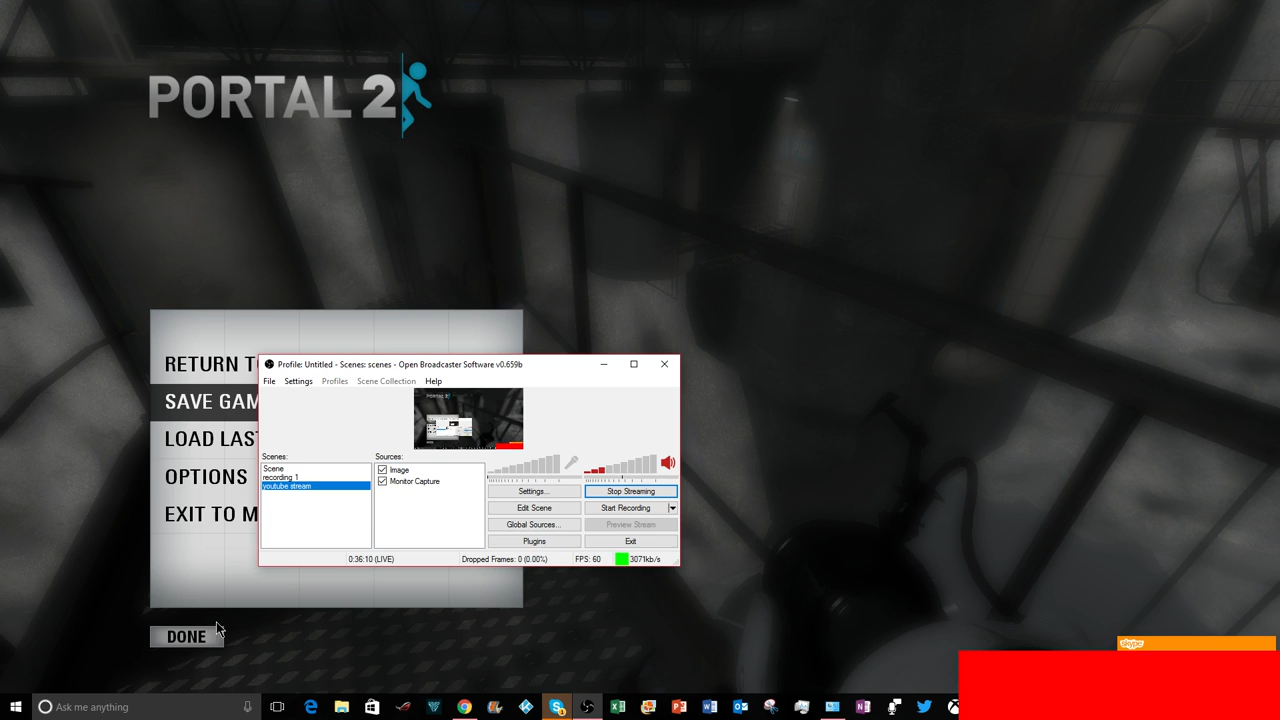 PORTAL 2
RETURN T
SAVE GAM
LOAD LAS
OPTIONS
EXIT TO M
DONE
Profile: Untitled - Scenes: scenes - Open Broadcaster Software v0.659b
File Settings Profiles Scene Collection Help
Scenes:
Scene
recording 1
youtube stream
Sources:
Image
Monitor Capture
Settings...
Stop Streaming
Edit Scene
Start Recording
Global Sources...
Preview Stream
Plugins
Exit
0:36:10 (LIVE)
Dropped Frames: 0 (0.00%)
FPS: 60
3071kb/s
skype
Ask me anything